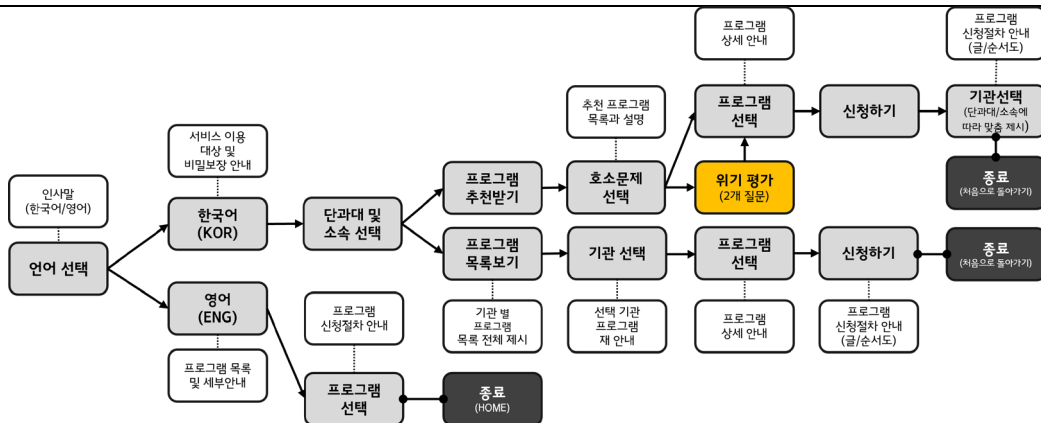 프로그램
상세 안내
프로그램
신청절차 안내
(글/순서도)
추천 프로그램
목록과 설명
프로그램
선택
신청하기
기관선택
(단과대/소속에
따라 맞춤 제시)
서비스 이용
대상 및
비밀보장 안내
프로그램
추천받기
호소문제
선택
위기 평가
(2개 질문)
종료
(처음으로 돌아가기)
인사말
(한국어/영어)
한국어
(KOR)
단과대 및
소속 선택
언어 선택
프로그램
목록보기
기관 선택
프로그램
선택
신청하기
종료
(처음으로 돌아가기)
영어
(ENG)
프로그램
신청절차 안내
기관 별
프로그램
목록 전체 제시
선택 기관
프로그램
재 안내
프로그램
상세 안내
프로그램
신청절차 안내
(글/순서도)
프로그램 목록
및 세부안내
프로그램
선택
종료
(HOME)